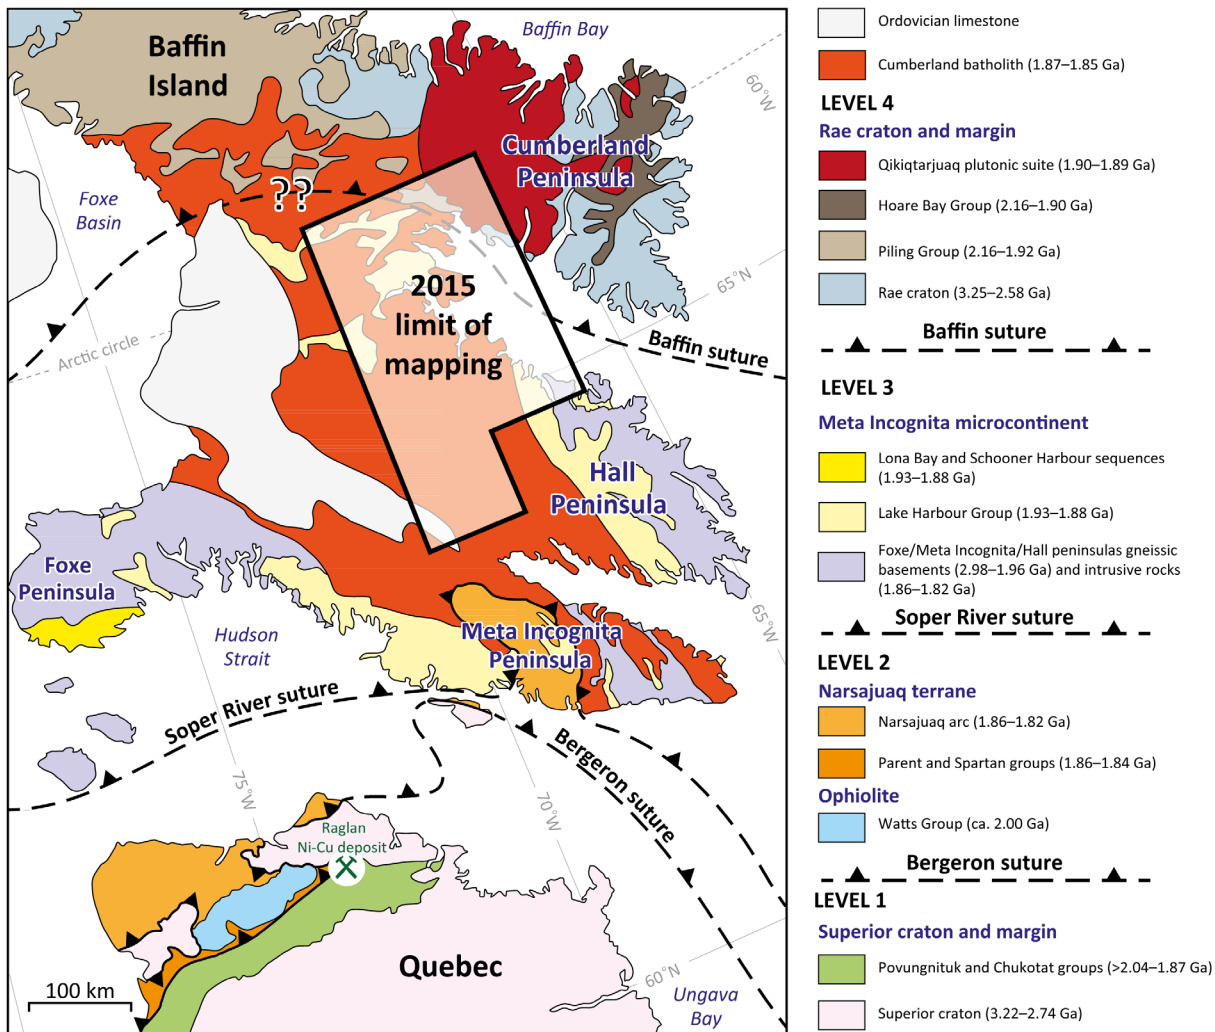 Baffin
Island
Baffin Bay
60°W
Cumberland
Peninsula
Foxe
Basin
??
65°N
2015
limit of
mapping
Arctic circle
Baffin suture
Hall
Peninsula
Foxe
Peninsula
65°W
Hudson
Strait
Meta Incognita
Peninsula
Soper River suture
Bergeron suture
75°W
70°W
Raglan
Ni-Cu deposit
Quebec
60°N
100 km
Ungava
Bay
Ordovician limestone
Cumberland batholith (1.87–1.85 Ga)
LEVEL 4
Rae craton and margin
Qikiqtarjuaq plutonic suite (1.90–1.89 Ga)
Hoare Bay Group (2.16–1.90 Ga)
Piling Group (2.16–1.92 Ga)
Rae craton (3.25–2.58 Ga)
Baffin suture
LEVEL 3
Meta Incognita microcontinent
Lona Bay and Schooner Harbour sequences
(1.93–1.88 Ga)
Lake Harbour Group (1.93–1.88 Ga)
Foxe/Meta Incognita/Hall peninsulas gneissic
basements (2.98–1.96 Ga) and intrusive rocks
(1.86–1.82 Ga)
Soper River suture
LEVEL 2
Narsajuaq terrane
Narsajuaq arc (1.86–1.82 Ga)
Parent and Spartan groups (1.86–1.84 Ga)
Ophiolite
Watts Group (ca. 2.00 Ga)
Bergeron suture
LEVEL 1
Superior craton and margin
Povungnituk and Chukotat groups (>2.04–1.87 Ga)
Superior craton (3.22–2.74 Ga)